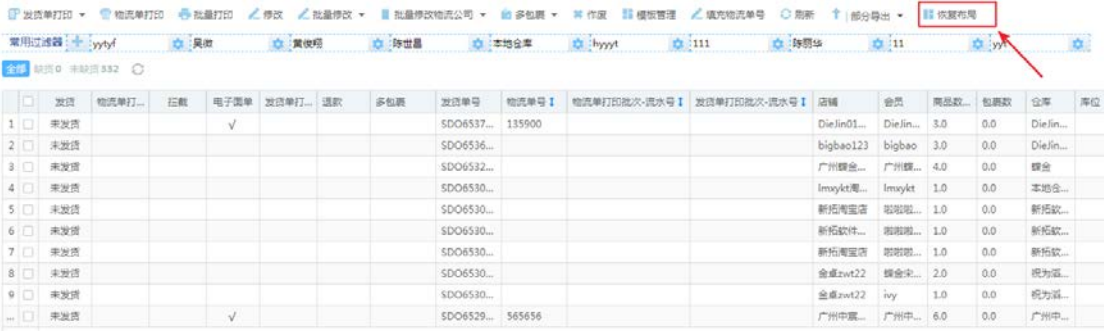 发货单打印 物流单打印 批量打印 修改 批量修改 批量修改物流公司 多包裹 作废 模板管理 填充物流单号 刷新 部分导出 恢复布局
常用过滤器 yytyf 吴微 黄俊明 陈世昌 本地仓库 hyyyt 111 陈丽华 11 yyt
全部 缺货0 未缺货532
发货 物流单打... 拦截 电子面单 发货单打... 退款 多包裹 发货单号 物流单号 物流单打印批次-流水号 发货单打印批次-流水号 店铺 会员 商品数... 包裹数 仓库 库位
1 未发货 √ SDO6537... 135900 DieJin01... DieJin... 3.0 0.0 DieJin...
2 未发货 SDO6536... bigbao123 bigbao 3.0 0.0 DieJin...
3 未发货 SDO6532... 广州蝶金... 广州蝶... 4.0 0.0 蝶金
4 未发货 SDO6530... lmxykt淘... lmxykt 1.0 0.0 本地仓...
5 未发货 SDO6530... 新拓淘宝店 啦啦啦... 1.0 0.0 新拓软...
6 未发货 SDO6530... 新拓软件... 啦啦啦... 1.0 0.0 新拓软...
7 未发货 SDO6530... 新拓淘宝店 啦啦啦... 1.0 0.0 新拓软...
8 未发货 SDO6530... 金卓zwt22 蝶金宋... 2.0 0.0 祝为滔...
9 未发货 SDO6530... 金卓zwt22 ivy 1.0 0.0 祝为滔...
... 未发货 √ SDO6529... 565656 广州中宸... 广州中... 6.0 0.0 广州中...